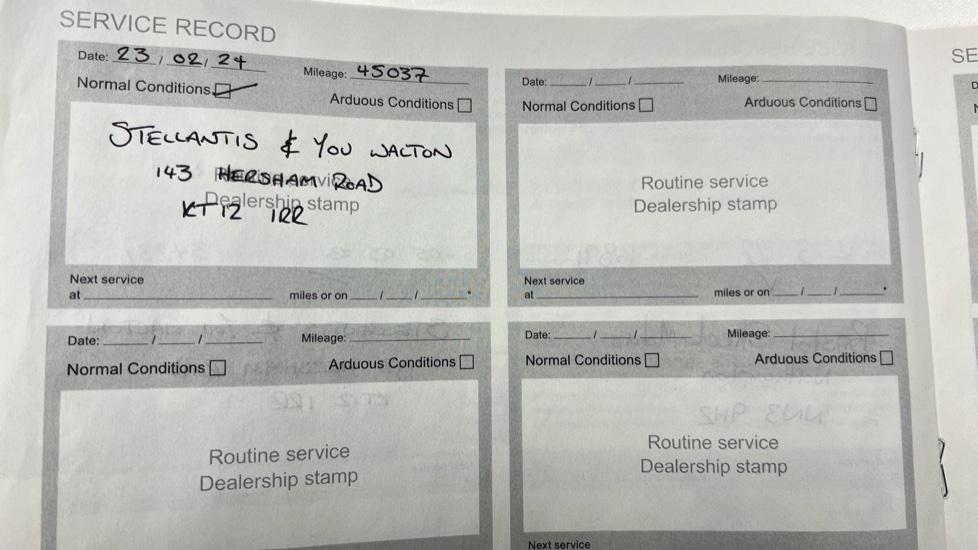 SERVICE RECORD
Date: 23 / 02 / 24 Mileage: 45037
Normal Conditions Arduous Conditions
STELLANTIS & YOU WALTON
143 HERSHAM ROAD
KT12 1RR
Dealership stamp
Next service
at miles or on / / .
Date: / / Mileage:
Normal Conditions Arduous Conditions
Routine service
Dealership stamp
Next service
at miles or on / / .
Date: / / Mileage:
Normal Conditions Arduous Conditions
Routine service
Dealership stamp
Date: / / Mileage:
Normal Conditions Arduous Conditions
Routine service
Dealership stamp
Next service
SE